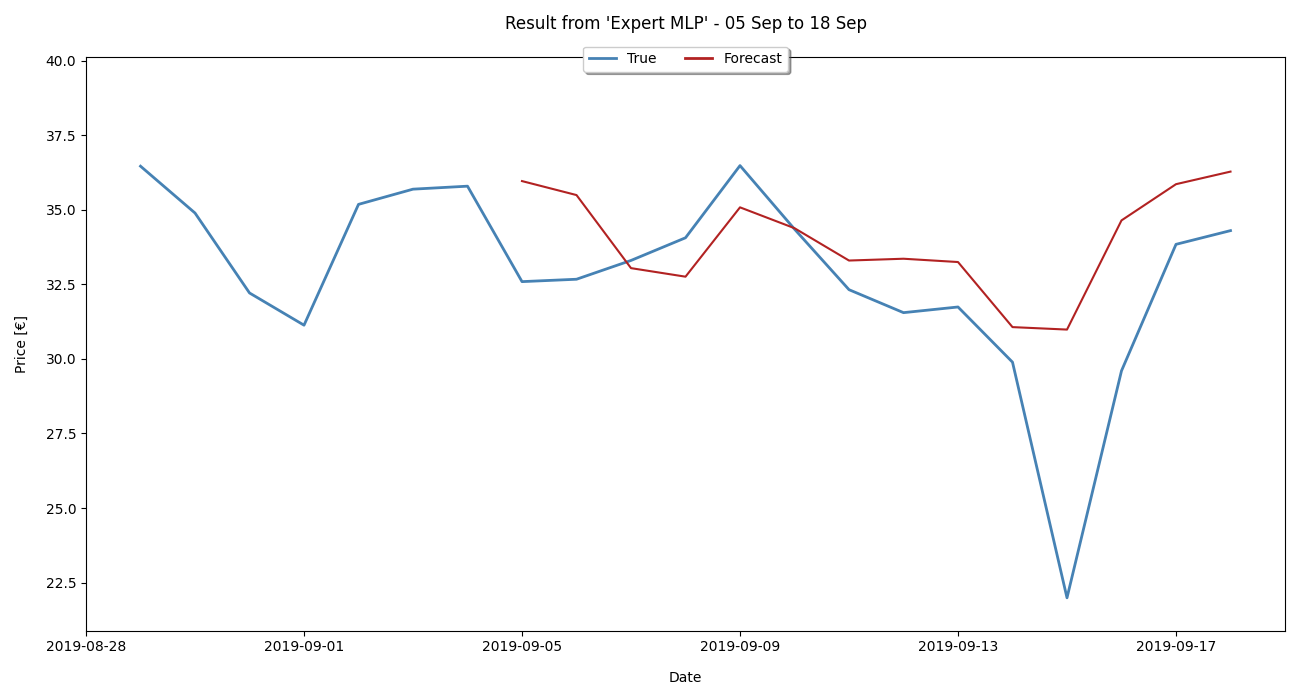 Result from 'Expert MLP' - 05 Sep to 18 Sep
True Forecast
40.0
37.5
35.0
32.5
30.0
27.5
25.0
22.5
Price [€]
2019-08-28 2019-09-01 2019-09-05 2019-09-09 2019-09-13 2019-09-17
Date